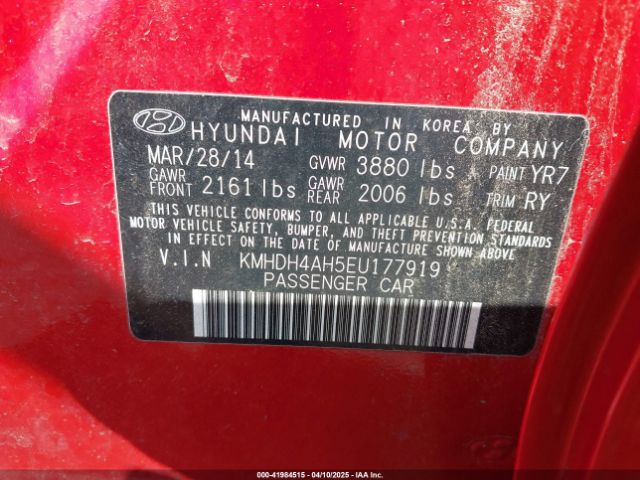 MANUFACTURED IN KOREA BY
HYUNDAI MOTOR COMPANY
MAR/28/14 GVWR 3880 lbs PAINT YR7
GAWR FRONT 2161 lbs GAWR REAR 2006 lbs TRIM RY
THIS VEHICLE CONFORMS TO ALL APPLICABLE U.S.A. FEDERAL
MOTOR VEHICLE SAFETY, BUMPER, AND THEFT PREVENTION STANDARDS
IN EFFECT ON THE DATE OF MANUFACTURE SHOWN ABOVE.
V.I.N KMHDH4AH5EU177919
PASSENGER CAR
000-41984515 - 04/10/2025 - IAAI.COM